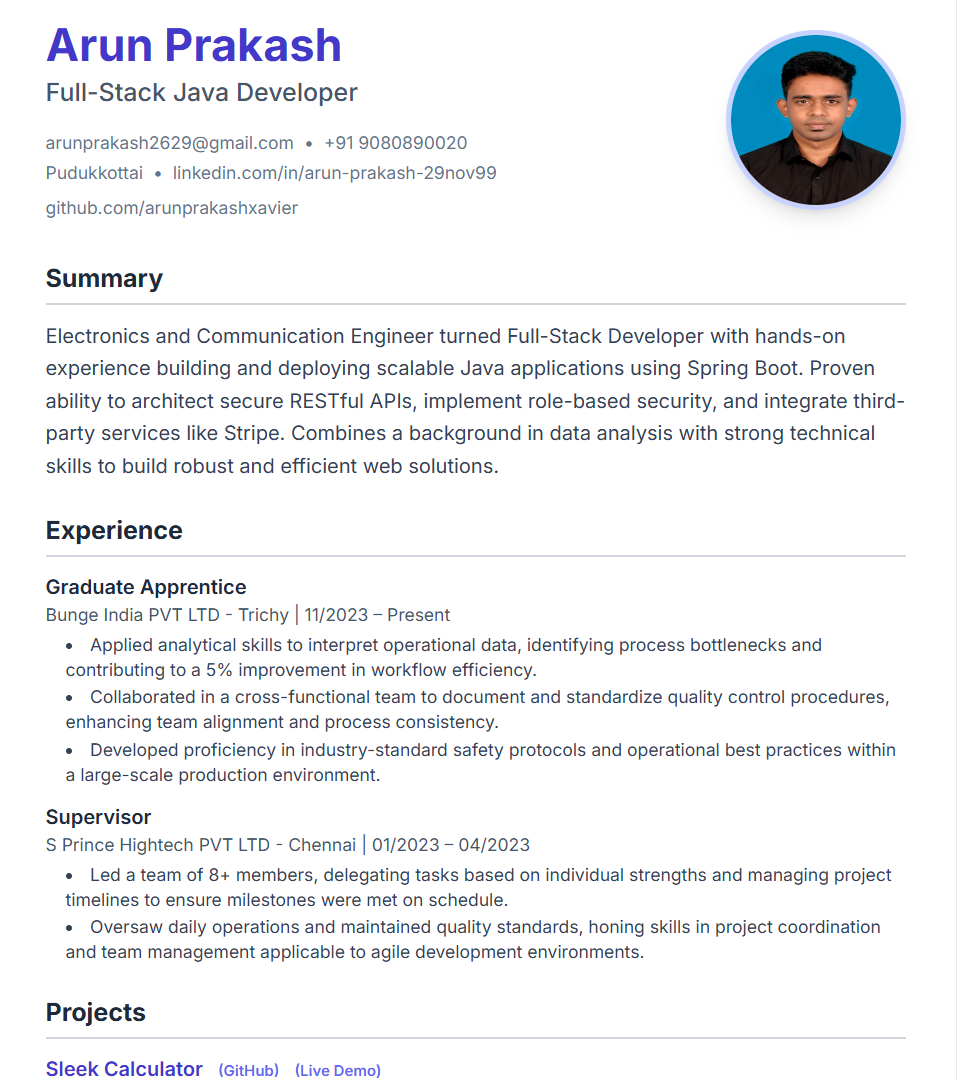 Arun Prakash
Full-Stack Java Developer
arunprakash2629@gmail.com • +91 9080890020
Pudukkottai • linkedin.com/in/arun-prakash-29nov99
github.com/arunprakashxavier
Summary
Electronics and Communication Engineer turned Full-Stack Developer with hands-on
experience building and deploying scalable Java applications using Spring Boot. Proven
ability to architect secure RESTful APIs, implement role-based security, and integrate third-
party services like Stripe. Combines a background in data analysis with strong technical
skills to build robust and efficient web solutions.
Experience
Graduate Apprentice
Bunge India PVT LTD - Trichy | 11/2023 – Present
• Applied analytical skills to interpret operational data, identifying process bottlenecks and
contributing to a 5% improvement in workflow efficiency.
• Collaborated in a cross-functional team to document and standardize quality control procedures,
enhancing team alignment and process consistency.
• Developed proficiency in industry-standard safety protocols and operational best practices within
a large-scale production environment.
Supervisor
S Prince Hightech PVT LTD - Chennai | 01/2023 – 04/2023
• Led a team of 8+ members, delegating tasks based on individual strengths and managing project
timelines to ensure milestones were met on schedule.
• Oversaw daily operations and maintained quality standards, honing skills in project coordination
and team management applicable to agile development environments.
Projects
Sleek Calculator (GitHub) (Live Demo)